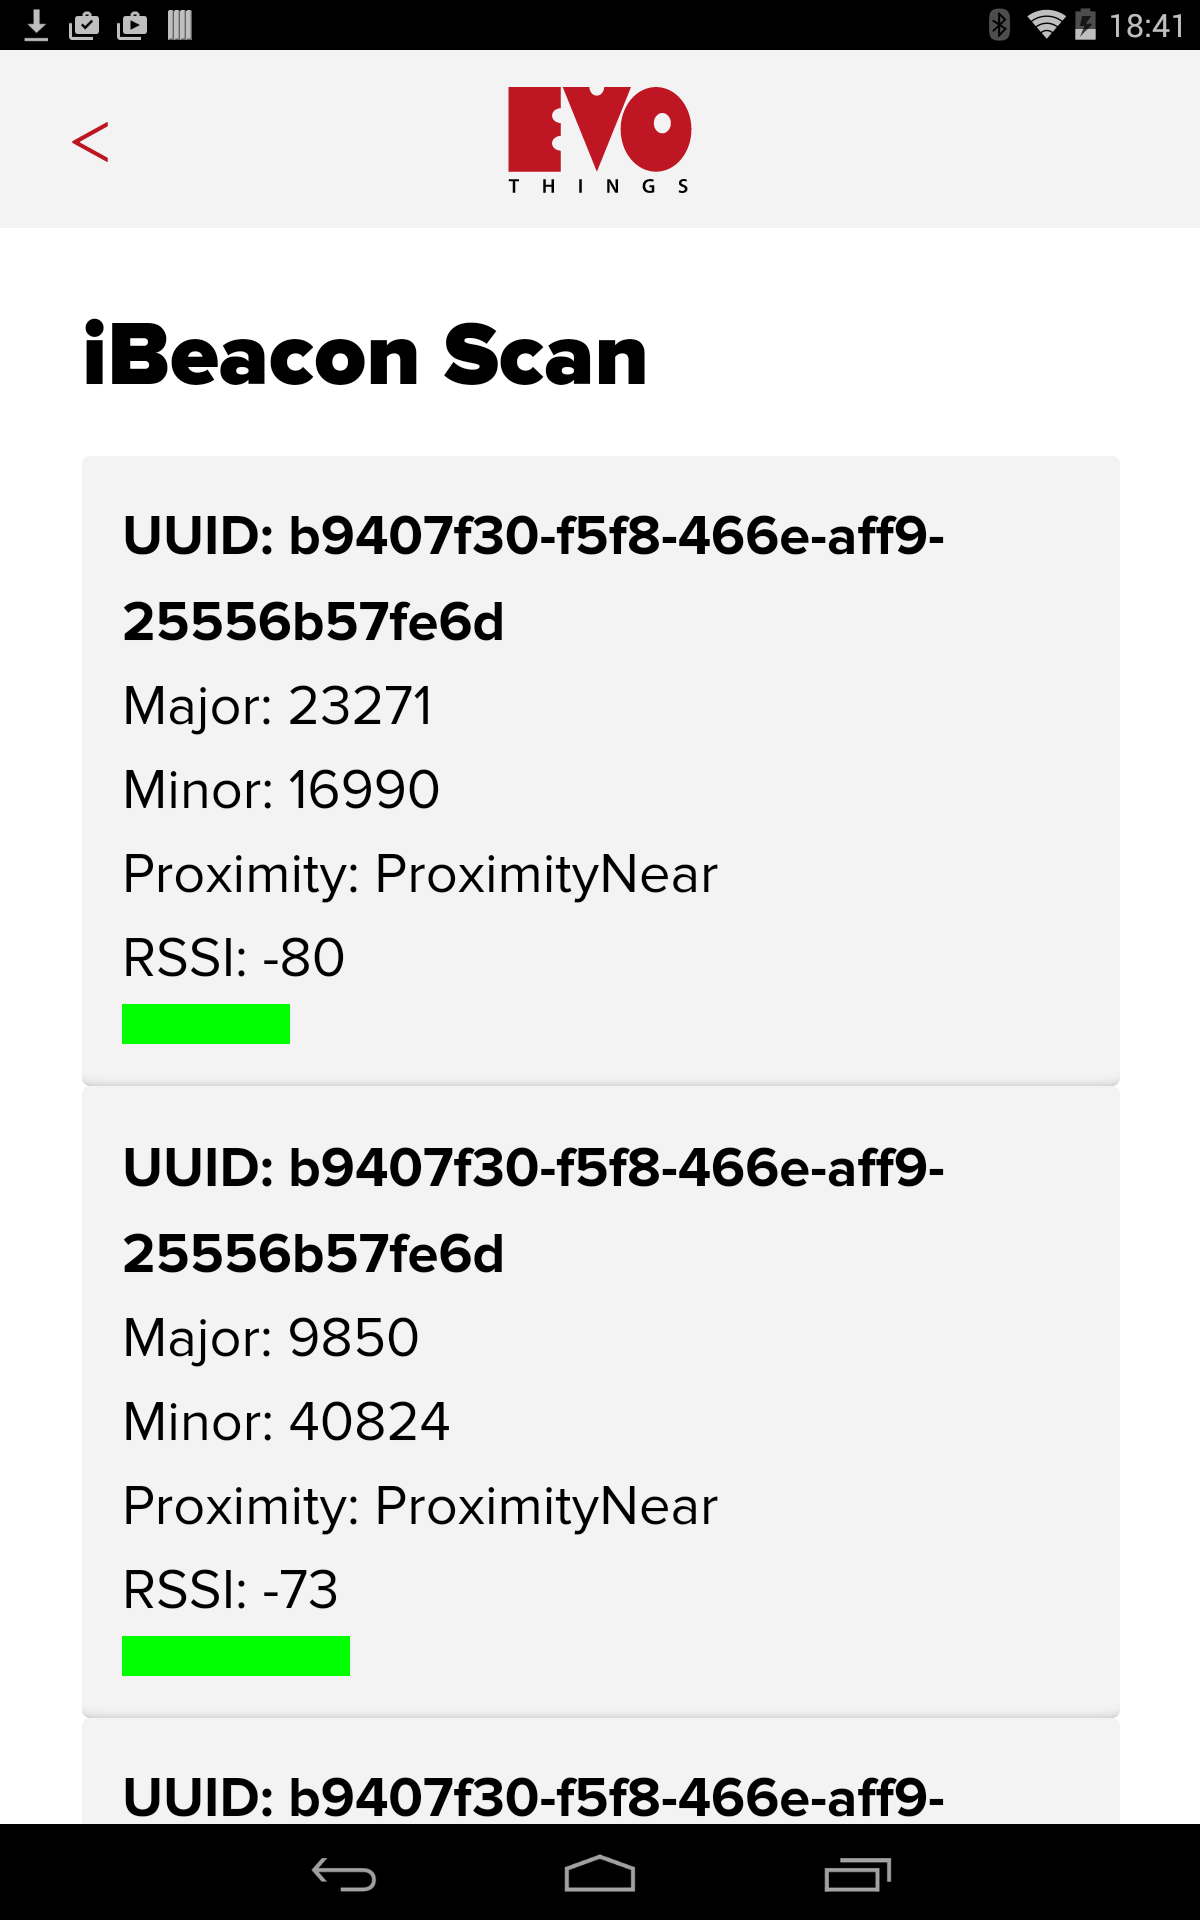 18:41
<
EVO
THINGS
iBeacon Scan
UUID: b9407f30-f5f8-466e-aff9-
25556b57fe6d
Major: 23271
Minor: 16990
Proximity: ProximityNear
RSSI: -80
UUID: b9407f30-f5f8-466e-aff9-
25556b57fe6d
Major: 9850
Minor: 40824
Proximity: ProximityNear
RSSI: -73
UUID: b9407f30-f5f8-466e-aff9-